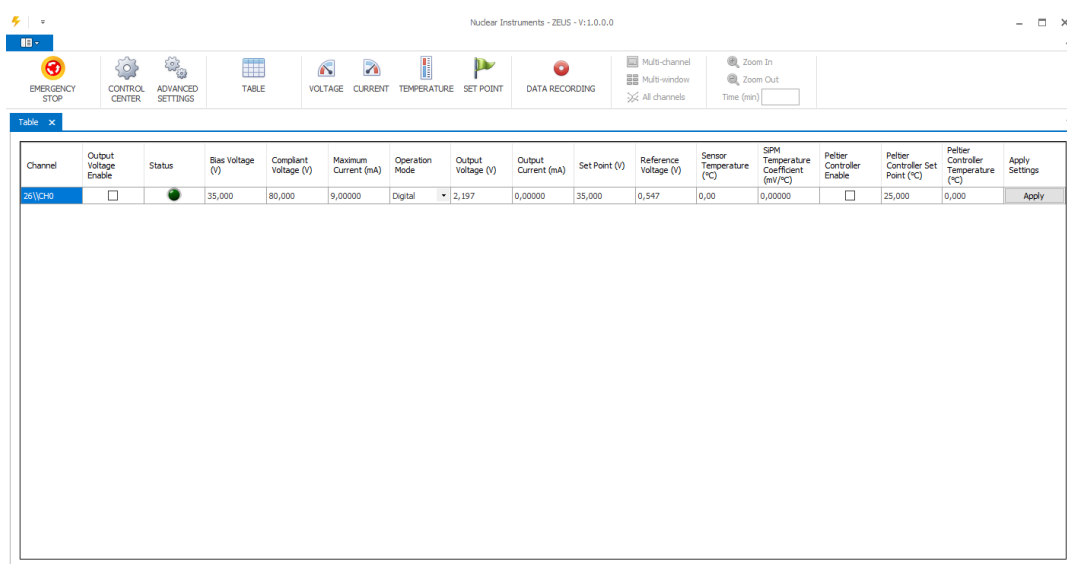 Nuclear Instruments - ZEUS - V:1.0.0.0
EMERGENCY STOP
CONTROL CENTER
ADVANCED SETTINGS
TABLE
VOLTAGE
CURRENT
TEMPERATURE
SET POINT
DATA RECORDING
Multi-channel
Multi-window
All channels
Zoom In
Zoom Out
Time (min)
Table
Channel
Output Voltage Enable
Status
Bias Voltage (V)
Compliant Voltage (V)
Maximum Current (mA)
Operation Mode
Output Voltage (V)
Output Current (mA)
Set Point (V)
Reference Voltage (V)
Sensor Temperature (°C)
SiPM Temperature Coefficient (mV/°C)
Peltier Controller Enable
Peltier Controller Set Point (°C)
Peltier Controller Temperature (°C)
Apply Settings
26\\CH0
35,000
80,000
9,00000
Digital
2,197
0,00000
35,000
0,547
0,00
0,00000
25,000
0,000
Apply